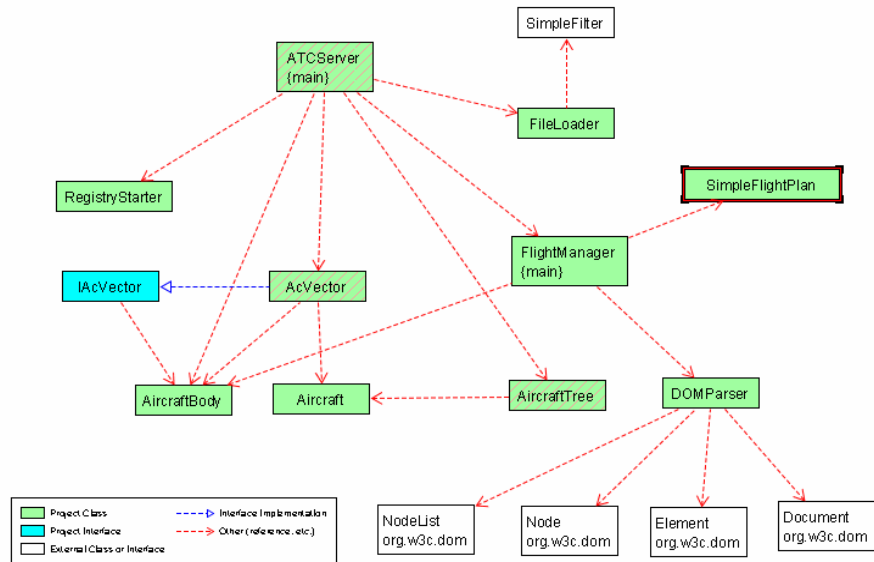 SimpleFilter
ATCServer
{main}
FileLoader
SimpleFlightPlan
RegistryStarter
FlightManager
{main}
IAcVector
AcVector
AircraftBody
Aircraft
AircraftTree
DOMParser
NodeList
org.w3c.dom
Node
org.w3c.dom
Element
org.w3c.dom
Document
org.w3c.dom
Project Class
Interface Implementation
Project Interface
Other (reference, etc.)
External Class or Interface